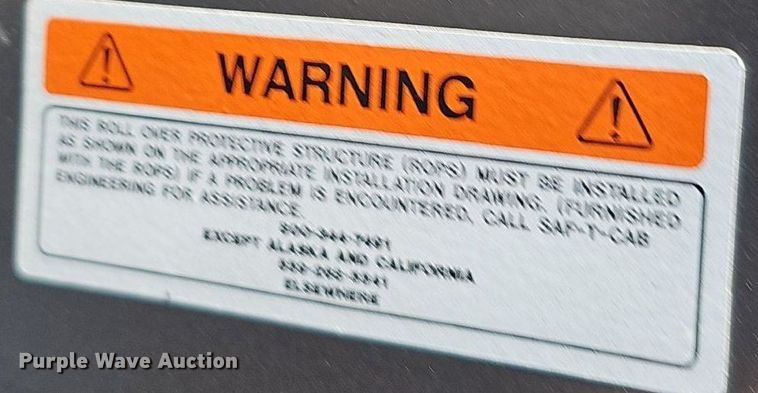 WARNING
THIS ROLL OVER PROTECTIVE STRUCTURE (ROPS) MUST BE INSTALLED
AS SHOWN ON THE APPROPRIATE INSTALLATION DRAWING. (FURNISHED
WITH THE ROPS) IF A PROBLEM IS ENCOUNTERED, CALL SAF-T-CAB
ENGINEERING FOR ASSISTANCE.
EXCEPT ALASKA AND CALIFORNIA
ELSEWHERE
Purple Wave Auction